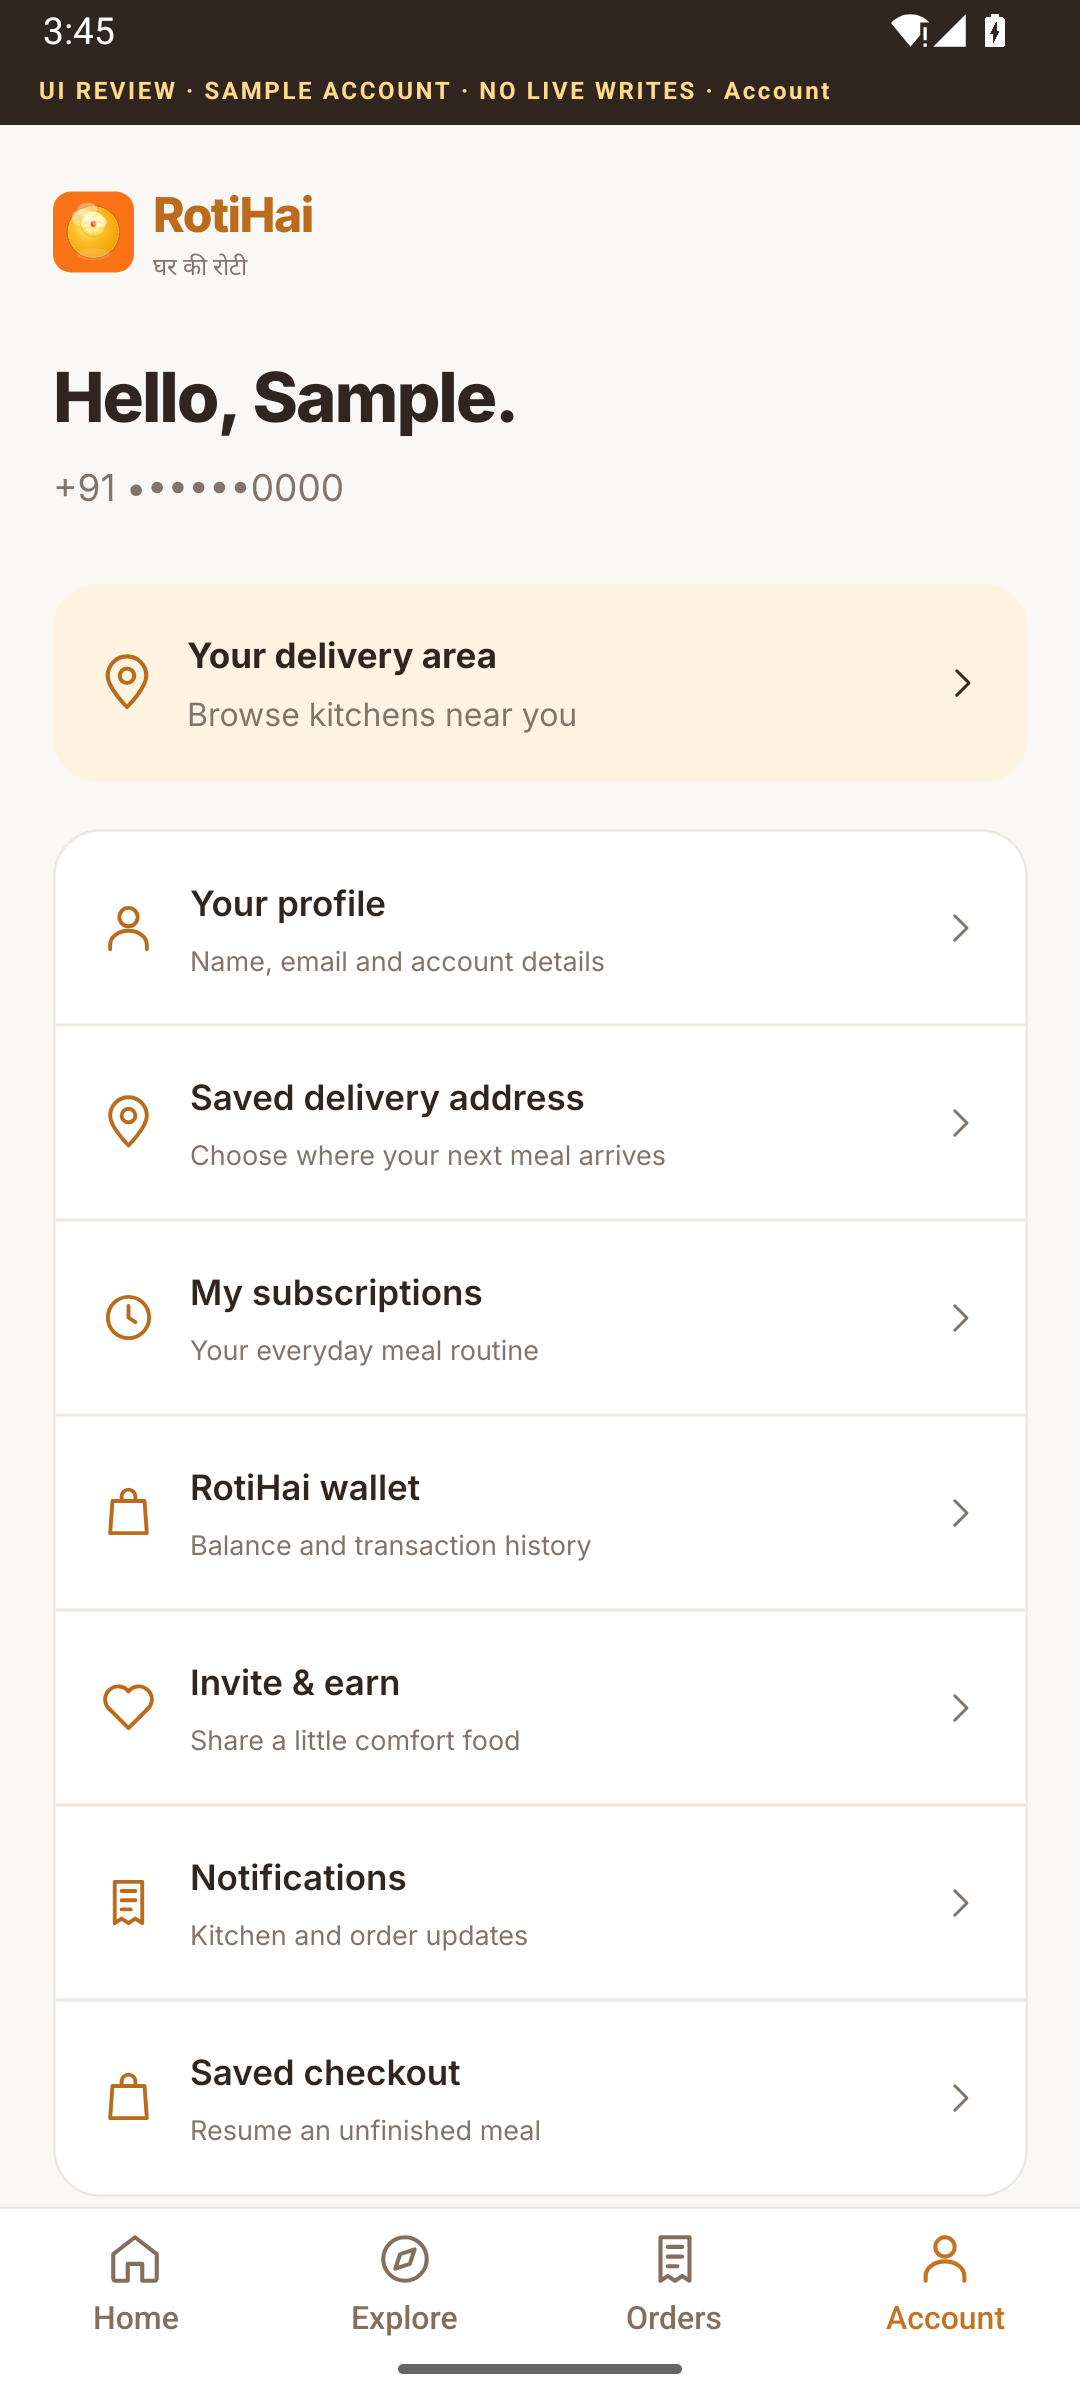 3:45
UI REVIEW · SAMPLE ACCOUNT · NO LIVE WRITES · Account
RotiHai
घर की रोटी
Hello, Sample.
+91 ••••••0000
Your delivery area
Browse kitchens near you
Your profile
Name, email and account details
Saved delivery address
Choose where your next meal arrives
My subscriptions
Your everyday meal routine
RotiHai wallet
Balance and transaction history
Invite & earn
Share a little comfort food
Notifications
Kitchen and order updates
Saved checkout
Resume an unfinished meal
Home
Explore
Orders
Account